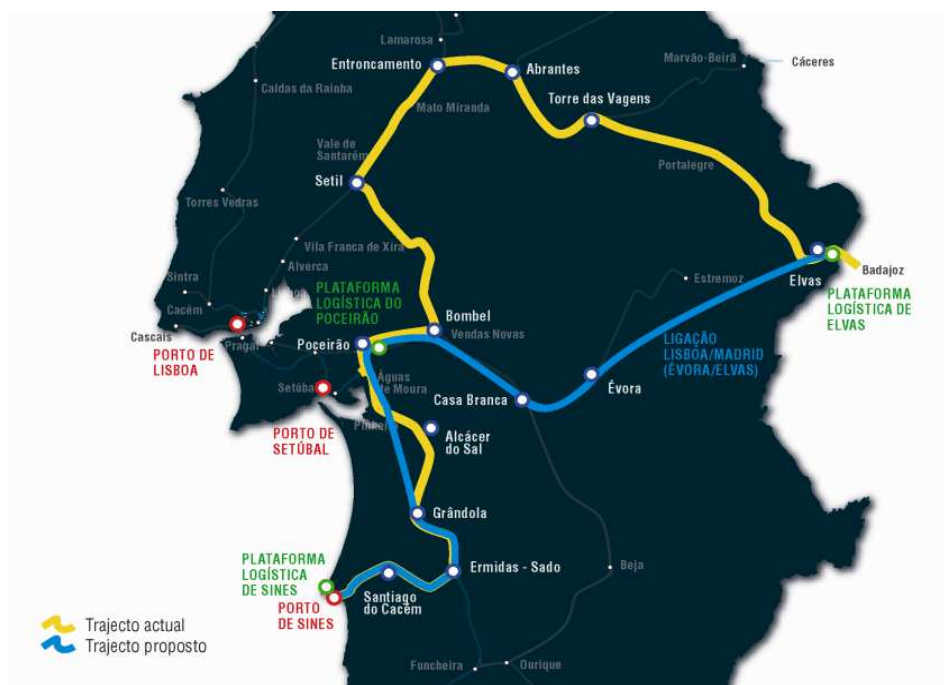 Lamarosa
Entroncamento
Abrantes
Marvão-Beirã
Cáceres
Caldas da Rainha
Mato Miranda
Torre das Vagens
Vale de
Santarém
Portalegre
Setil
Torres Vedras
Vila Franca de Xira
Alverca
Sintra
Cacém
PLATAFORMA
LOGÍSTICA DO
POCEIRÃO
Estremoz
Elvas
Badajoz
PLATAFORMA
LOGÍSTICA DE
ELVAS
Bombel
Vendas Novas
Cascais
Pragal
PORTO DE
LISBOA
Poceirão
LIGAÇÃO
LISBOA/MADRID
(ÉVORA/ELVAS)
Águas
de Moura
Setúbal
Évora
Casa Branca
Pinheiro
PORTO DE
SETÚBAL
Alcácer
do Sal
Grândola
PLATAFORMA
LOGÍSTICA
DE SINES
Ermidas - Sado
Beja
Santiago
do Cacém
PORTO
DE SINES
Trajecto actual
Trajecto proposto
Funcheira
Ourique